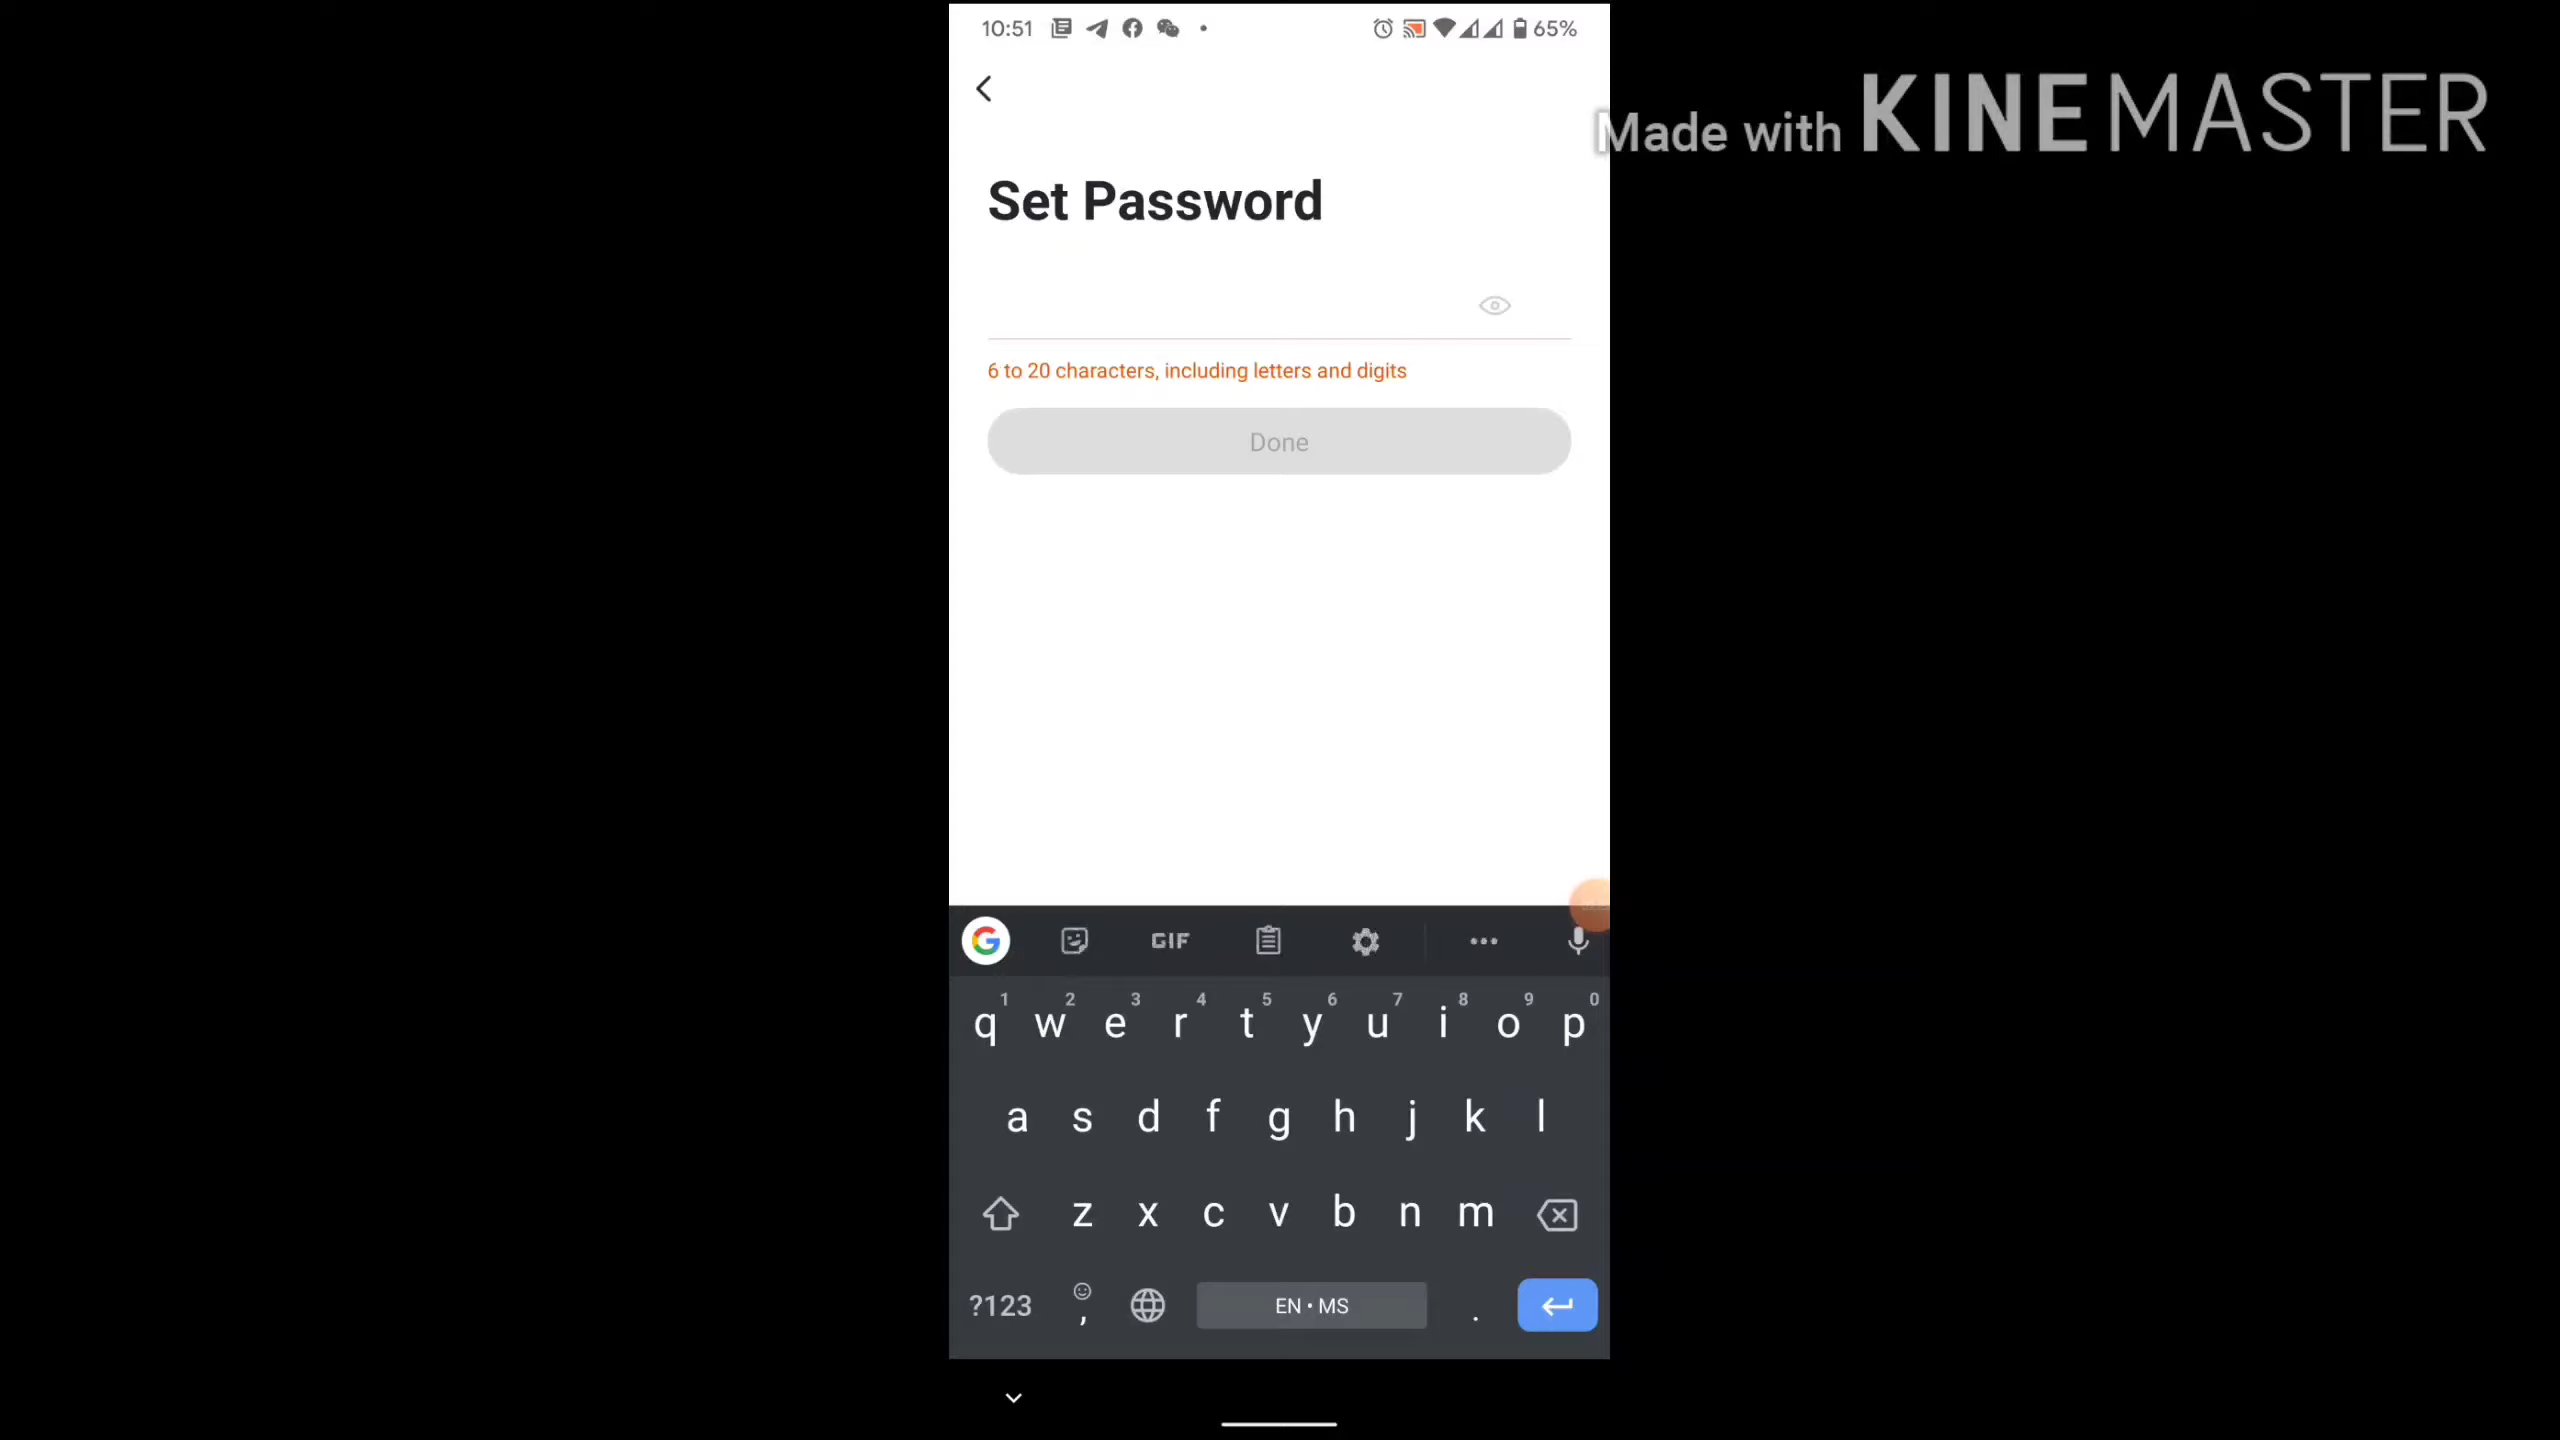 10:51
65%
Made with KINEMASTER
Set Password
6 to 20 characters, including letters and digits
Done
GIF
1 2 3 4 5 6 7 8 9 0
q w e r t y u i o p
a s d f g h j k l
z x c v b n m
?123 , EN • MS .